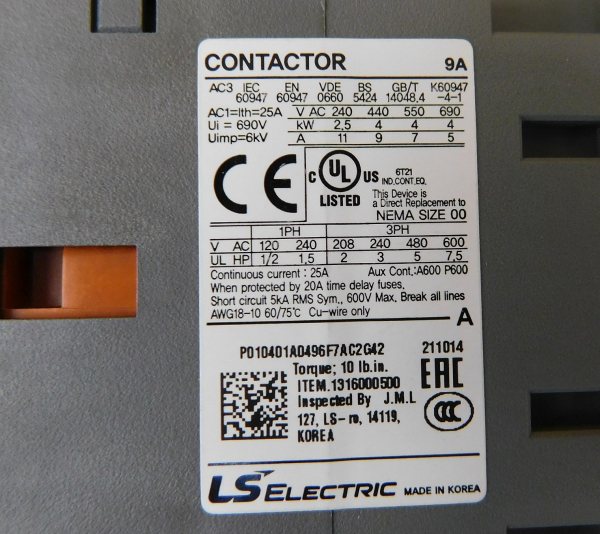 CONTACTOR 9A
AC3 IEC EN VDE BS GB/T K60947
60947 60947 0660 5424 14048.4 -4-1
AC1=Ith=25A V AC 240 440 550 690
Ui = 690V kW 2,5 4 4 4
Uimp=6kV A 11 9 7 5
CE C UL US LISTED
6T21
IND.CONT.EQ.
This Device is
a Direct Replacement to
NEMA SIZE 00
1PH 3PH
V AC 120 240 208 240 480 600
UL HP 1/2 1,5 2 3 5 7,5
Continuous current : 25A Aux Cont.:A600 P600
When protected by 20A time delay fuses,
Short circuit 5kA RMS Sym,, 600V Max, Break all lines
AWG18-10 60/75℃ Cu-wire only
A
P010401A0496F7AC2G42 211014
Torque; 10 lb.in.
ITEM.1316000500
Inspected By J.M.L
127, LS-ro, 14119,
KOREA
EAC
CCC
LS ELECTRIC MADE IN KOREA